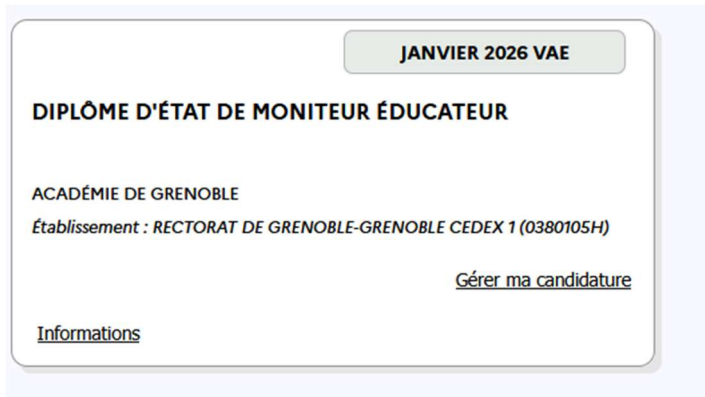 JANVIER 2026 VAE
DIPLÔME D'ÉTAT DE MONITEUR ÉDUCATEUR
ACADÉMIE DE GRENOBLE
Établissement : RECTORAT DE GRENOBLE-GRENOBLE CEDEX 1 (0380105H)
Gérer ma candidature
Informations